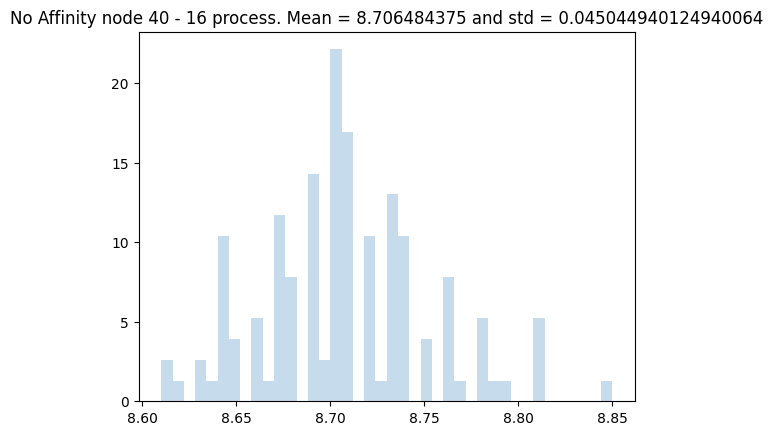 No Affinity node 40 - 16 process. Mean = 8.706484375 and std = 0.045044940124940064
20
15
10
5
0
8.60 8.65 8.70 8.75 8.80 8.85